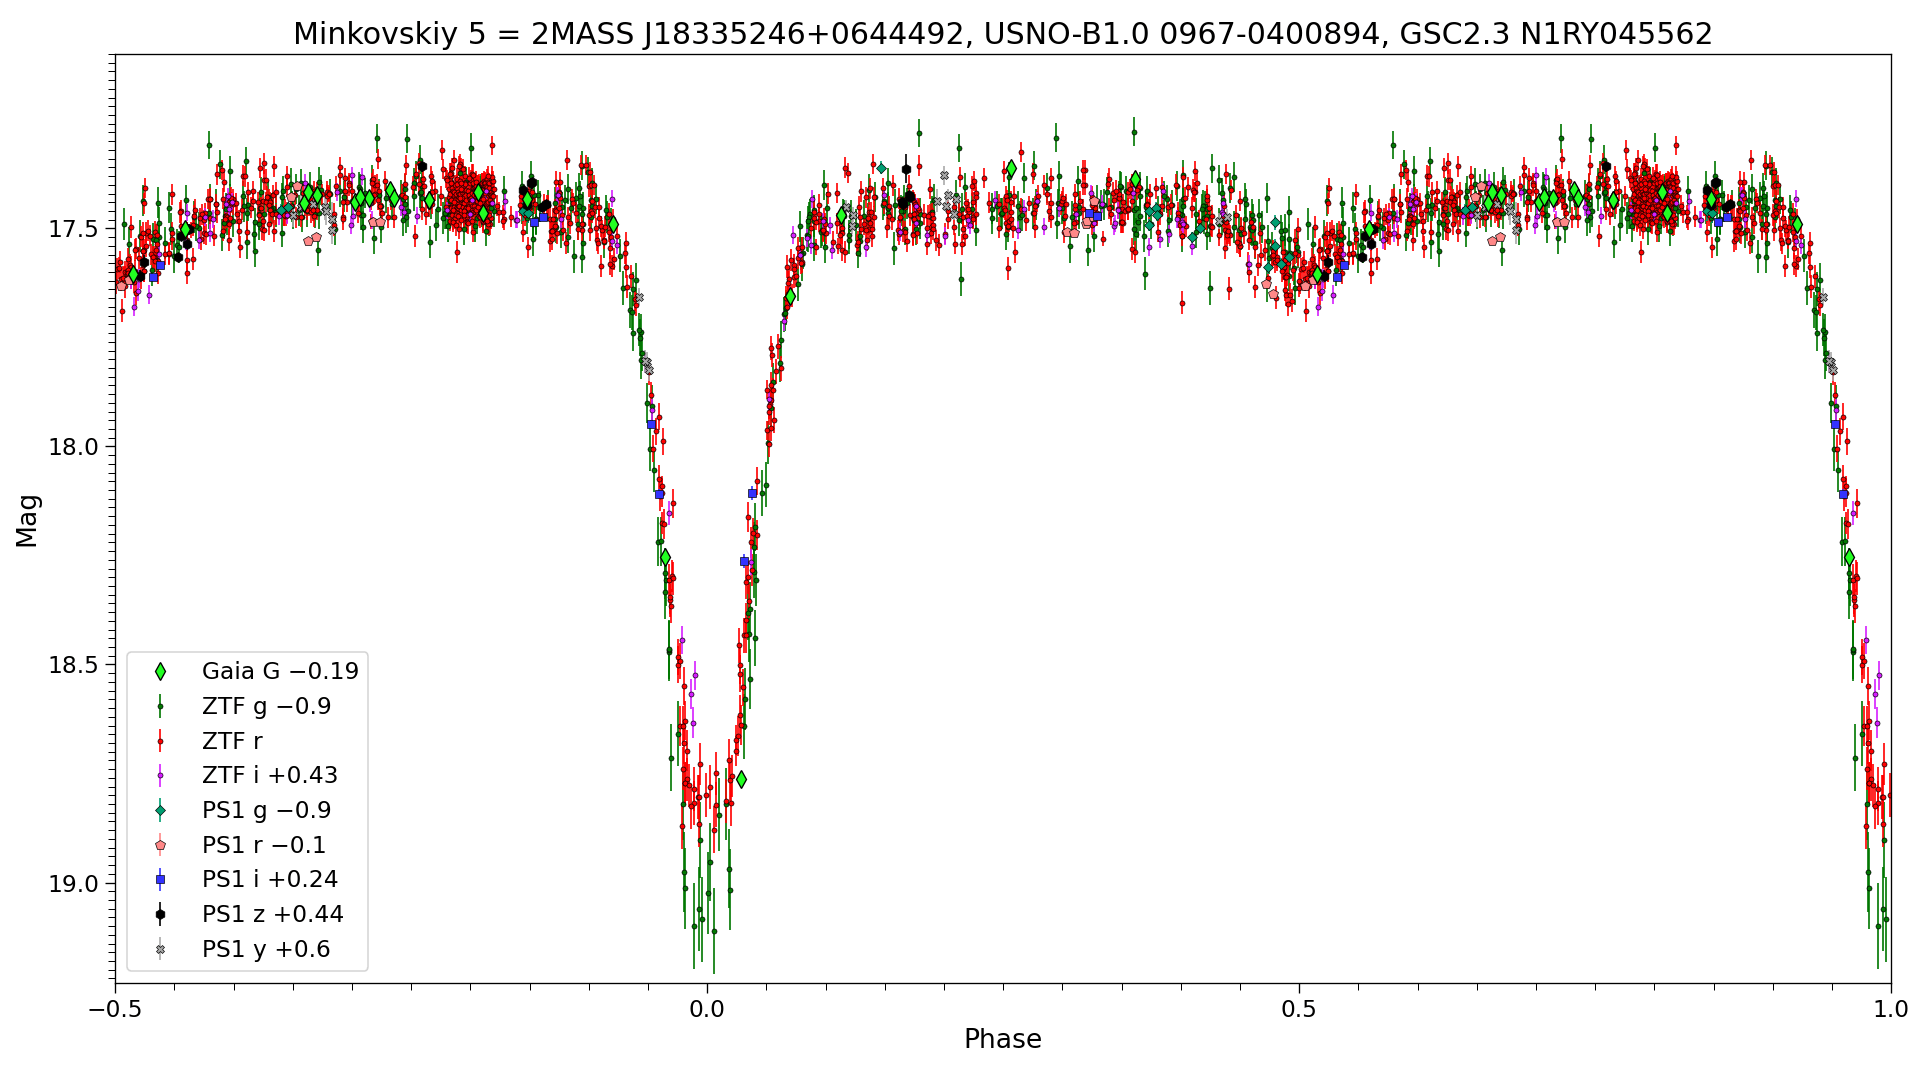 Minkovskiy 5 = 2MASS J18335246+0644492, USNO-B1.0 0967-0400894, GSC2.3 N1RY045562
17.5
18.0
18.5
19.0
Mag
Gaia G −0.19
ZTF g −0.9
ZTF r
ZTF i +0.43
PS1 g −0.9
PS1 r −0.1
PS1 i +0.24
PS1 z +0.44
PS1 y +0.6
−0.5 0.0 0.5 1.0
Phase